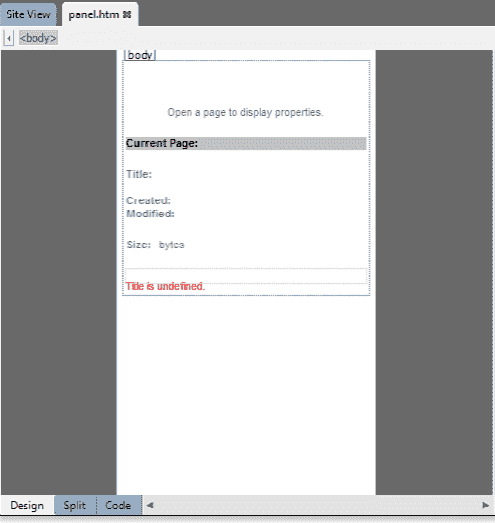 Site View panel.htm
<body>
body
Open a page to display properties.
Current Page:
Title:
Created:
Modified:
Size: bytes
Title is undefined.
Design Split Code